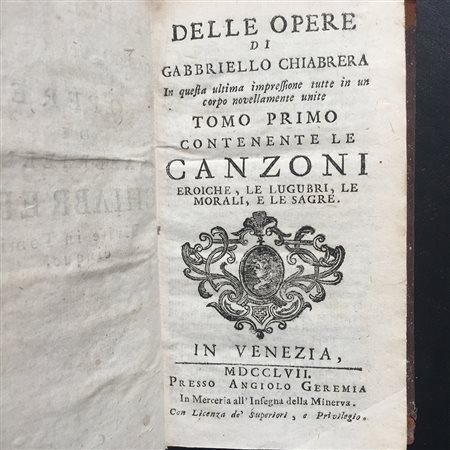 DELLE OPERE
DI
GABBRIELLO CHIABRERA
In queſta ultima impreſſione tutte in un
corpo novellamente unite
TOMO PRIMO
CONTENENTE LE
CANZONI
EROICHE, LE LUGUBRI, LE
MORALI, E LE SAGRE.
IN VENEZIA,
MDCCLVII.
PRESSO ANGIOLO GEREMIA
In Merceria all' Inſegna della Minerva.
Con Licenza de' Superiori, e Privilegio.